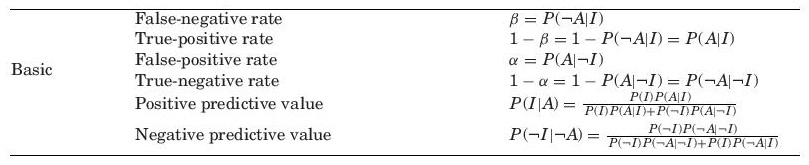 False-negative rate β = P(¬A|I)
True-positive rate 1 − β = 1 − P(¬A|I) = P(A|I)
False-positive rate α = P(A|¬I)
Basic True-negative rate 1 − α = 1 − P(A|¬I) = P(¬A|¬I)
Positive predictive value P(I|A) = P(I)P(A|I) / P(I)P(A|I)+P(¬I)P(A|¬I)
Negative predictive value P(¬I|¬A) = P(¬I)P(¬A|¬I) / P(¬I)P(¬A|¬I)+P(I)P(¬A|I)